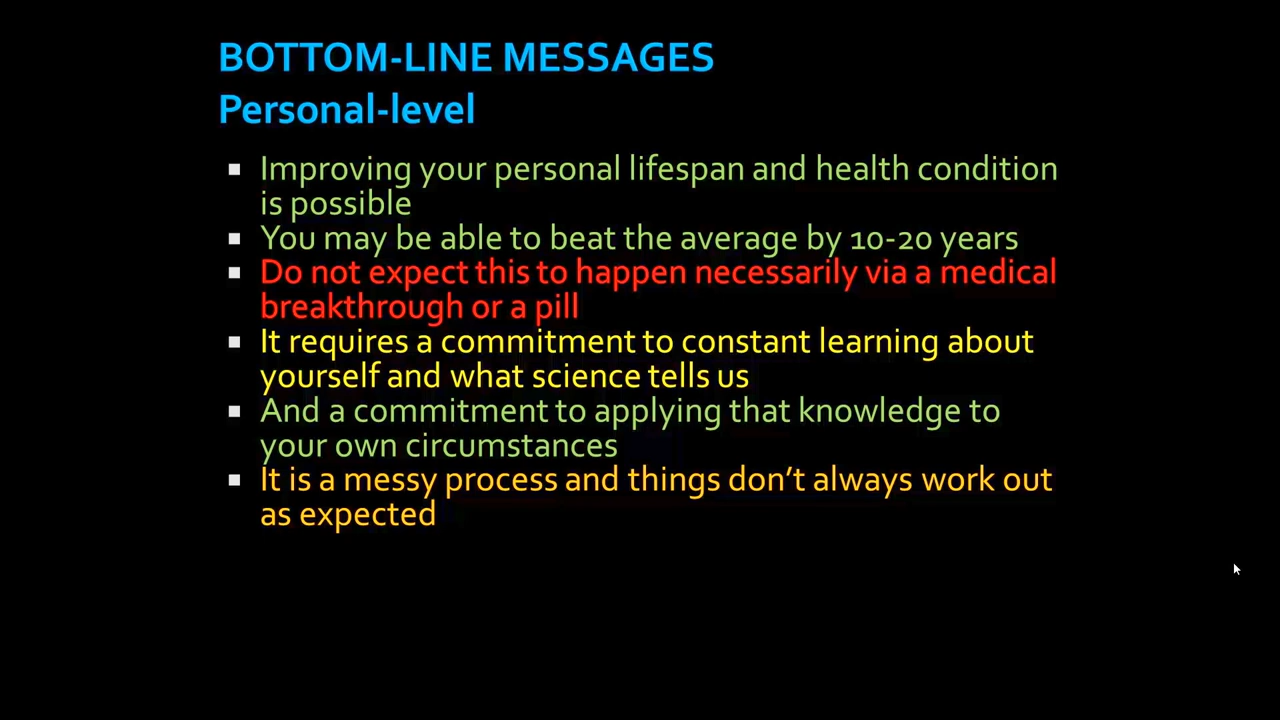 BOTTOM-LINE MESSAGES
Personal-level
▪ Improving your personal lifespan and health condition
is possible
▪ You may be able to beat the average by 10-20 years
▪ Do not expect this to happen necessarily via a medical
breakthrough or a pill
▪ It requires a commitment to constant learning about
yourself and what science tells us
▪ And a commitment to applying that knowledge to
your own circumstances
▪ It is a messy process and things don’t always work out
as expected